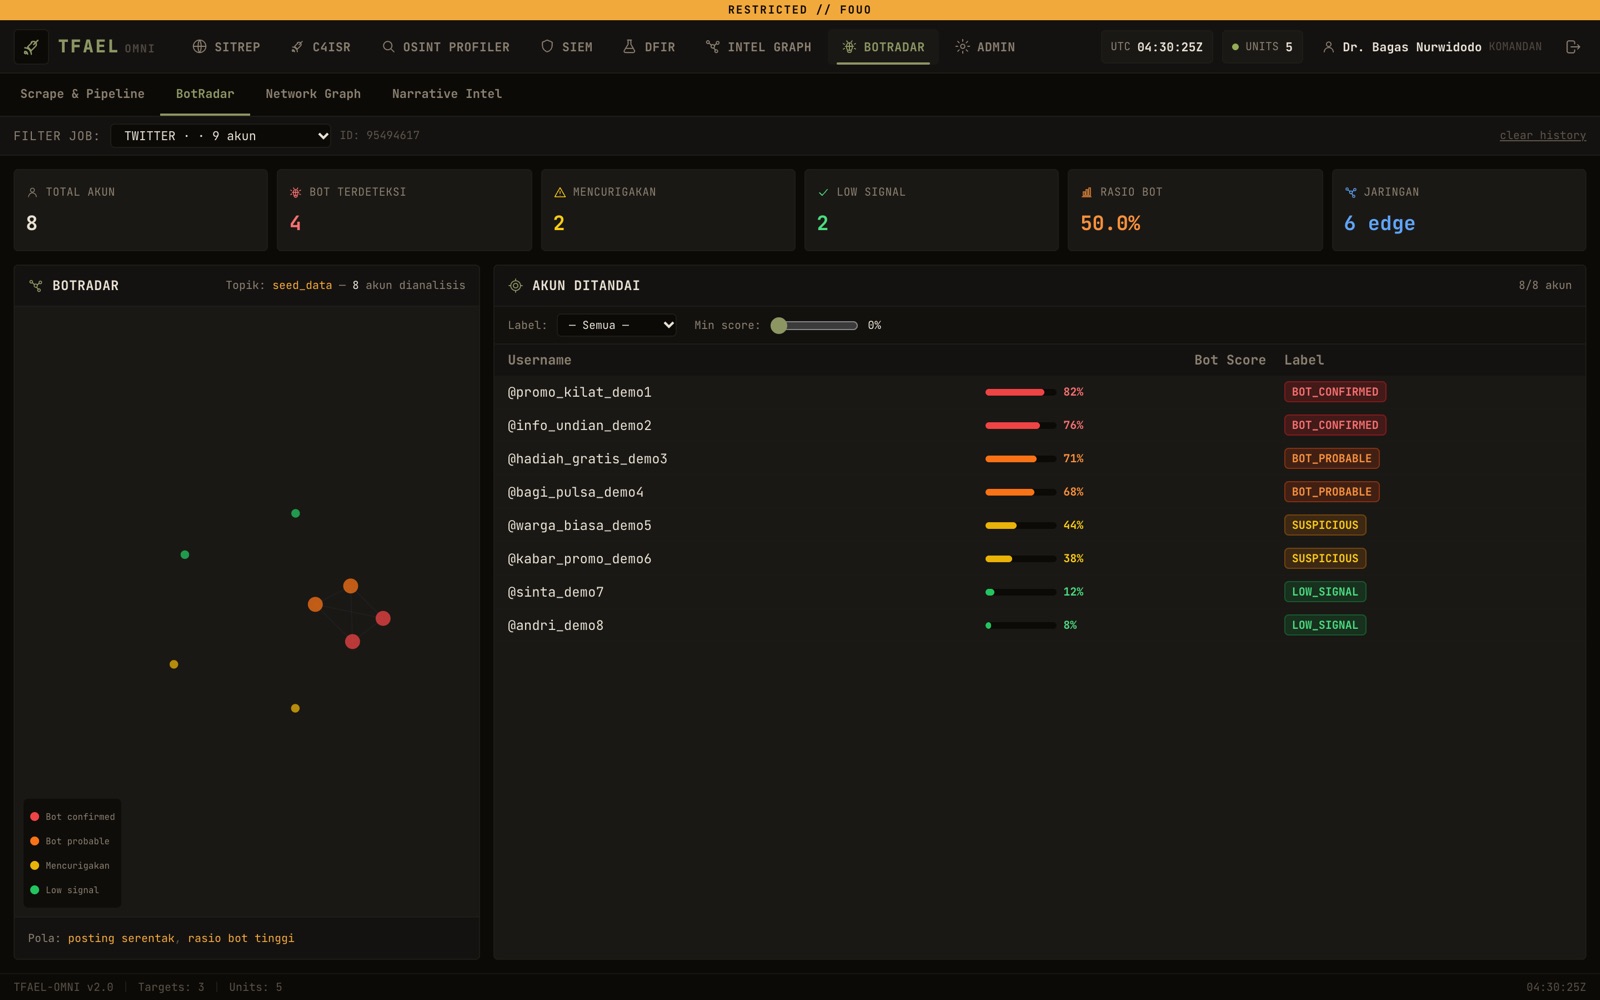 RESTRICTED // FOUO
TFAEL OMNI SITREP C4ISR OSINT PROFILER SIEM DFIR INTEL GRAPH BOTRADAR ADMIN UTC 04:30:25Z UNITS 5 Dr. Bagas Nurwidodo KOMANDAN
Scrape & Pipeline BotRadar Network Graph Narrative Intel
FILTER JOB: TWITTER · · 9 akun ID: 95494617 clear history
TOTAL AKUN
8
BOT TERDETEKSI
4
MENCURIGAKAN
2
LOW SIGNAL
2
RASIO BOT
50.0%
JARINGAN
6 edge
BOTRADAR Topik: seed_data — 8 akun dianalisis
Bot confirmed
Bot probable
Mencurigakan
Low signal
Pola: posting serentak, rasio bot tinggi
AKUN DITANDAI 8/8 akun
Label: — Semua — Min score: 0%
Username Bot Score Label
@promo_kilat_demo1 82% BOT_CONFIRMED
@info_undian_demo2 76% BOT_CONFIRMED
@hadiah_gratis_demo3 71% BOT_PROBABLE
@bagi_pulsa_demo4 68% BOT_PROBABLE
@warga_biasa_demo5 44% SUSPICIOUS
@kabar_promo_demo6 38% SUSPICIOUS
@sinta_demo7 12% LOW_SIGNAL
@andri_demo8 8% LOW_SIGNAL
TFAEL-OMNI v2.0 | Targets: 3 | Units: 5 04:30:25Z